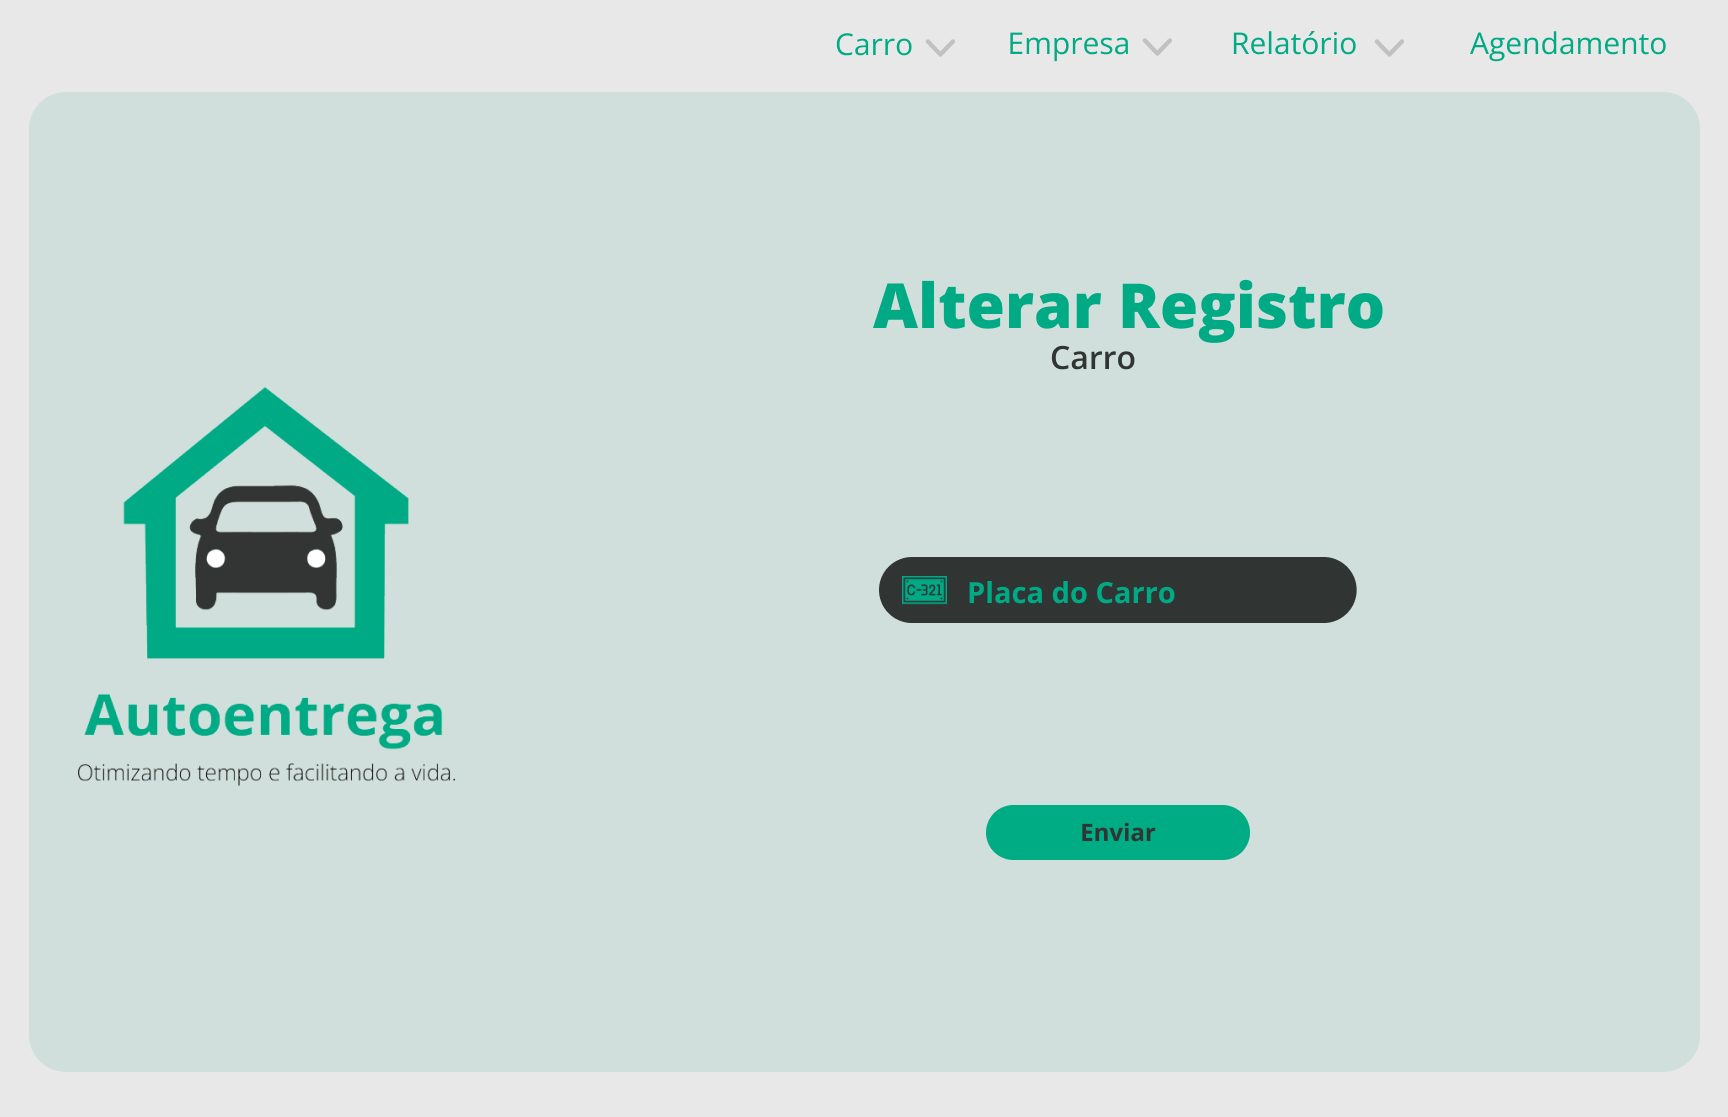 Carro
Empresa
Relatório
Agendamento
Alterar Registro
Carro
C-321
Placa do Carro
Autoentrega
Otimizando tempo e facilitando a vida.
Enviar